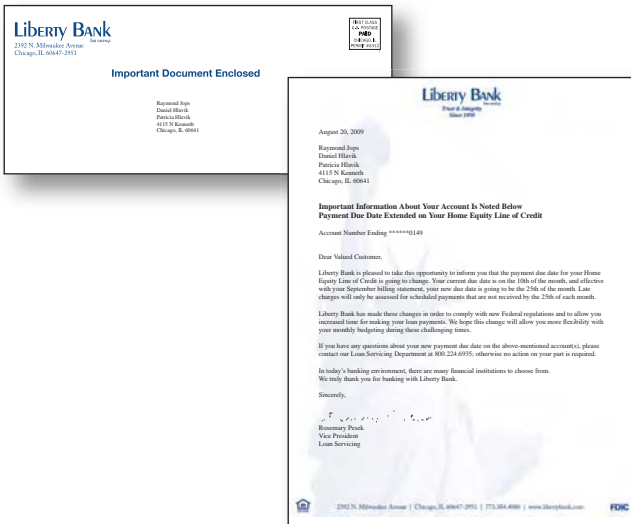 LIBERTY BANK
for savings
2392 N. Milwaukee Avenue
Chicago, IL 60647-2951
FIRST CLASS
U.S. POSTAGE
PAID
CHICAGO, IL
PERMIT #4312
Important Document Enclosed
Raymond Jops
Daniel Hlavik
Patricia Hlavik
4115 N Kenneth
Chicago, IL 60641
LIBERTY BANK
for savings
Trust & Integrity
Since 1898
August 20, 2009
Raymond Jops
Daniel Hlavik
Patricia Hlavik
4115 N Kenneth
Chicago, IL 60641
Important Information About Your Account Is Noted Below
Payment Due Date Extended on Your Home Equity Line of Credit
Account Number Ending ******0149
Dear Valued Customer,
Liberty Bank is pleased to take this opportunity to inform you that the payment due date for your Home
Equity Line of Credit is going to change. Your current due date is on the 10th of the month, and effective
with your September billing statement, your new due date is going to be the 25th of the month. Late
charges will only be assessed for scheduled payments that are not received by the 25th of each month.
Liberty Bank has made these changes in order to comply with new Federal regulations and to allow you
increased time for making your loan payments. We hope this change will allow you more flexibility with
your monthly budgeting during these challenging times.
If you have any questions about your new payment due date on the above-mentioned account(s), please
contact our Loan Servicing Department at 800.224.6935; otherwise no action on your part is required.
In today's banking environment, there are many financial institutions to choose from.
We truly thank you for banking with Liberty Bank.
Sincerely,
Rosemary Pesek
Vice President
Loan Servicing
2392 N. Milwaukee Avenue | Chicago, IL 60647-2951 | 773.384.4000 | www.libertybank.com
FDIC